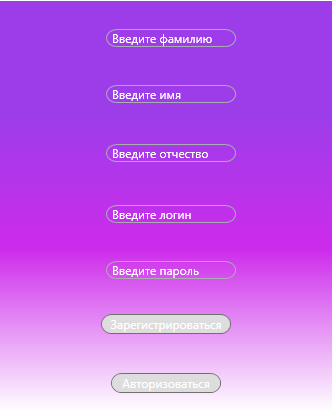 Введите фамилию
Введите имя
Введите отчество
Введите логин
Введите пароль
Зарегистрироваться
Авторизоваться